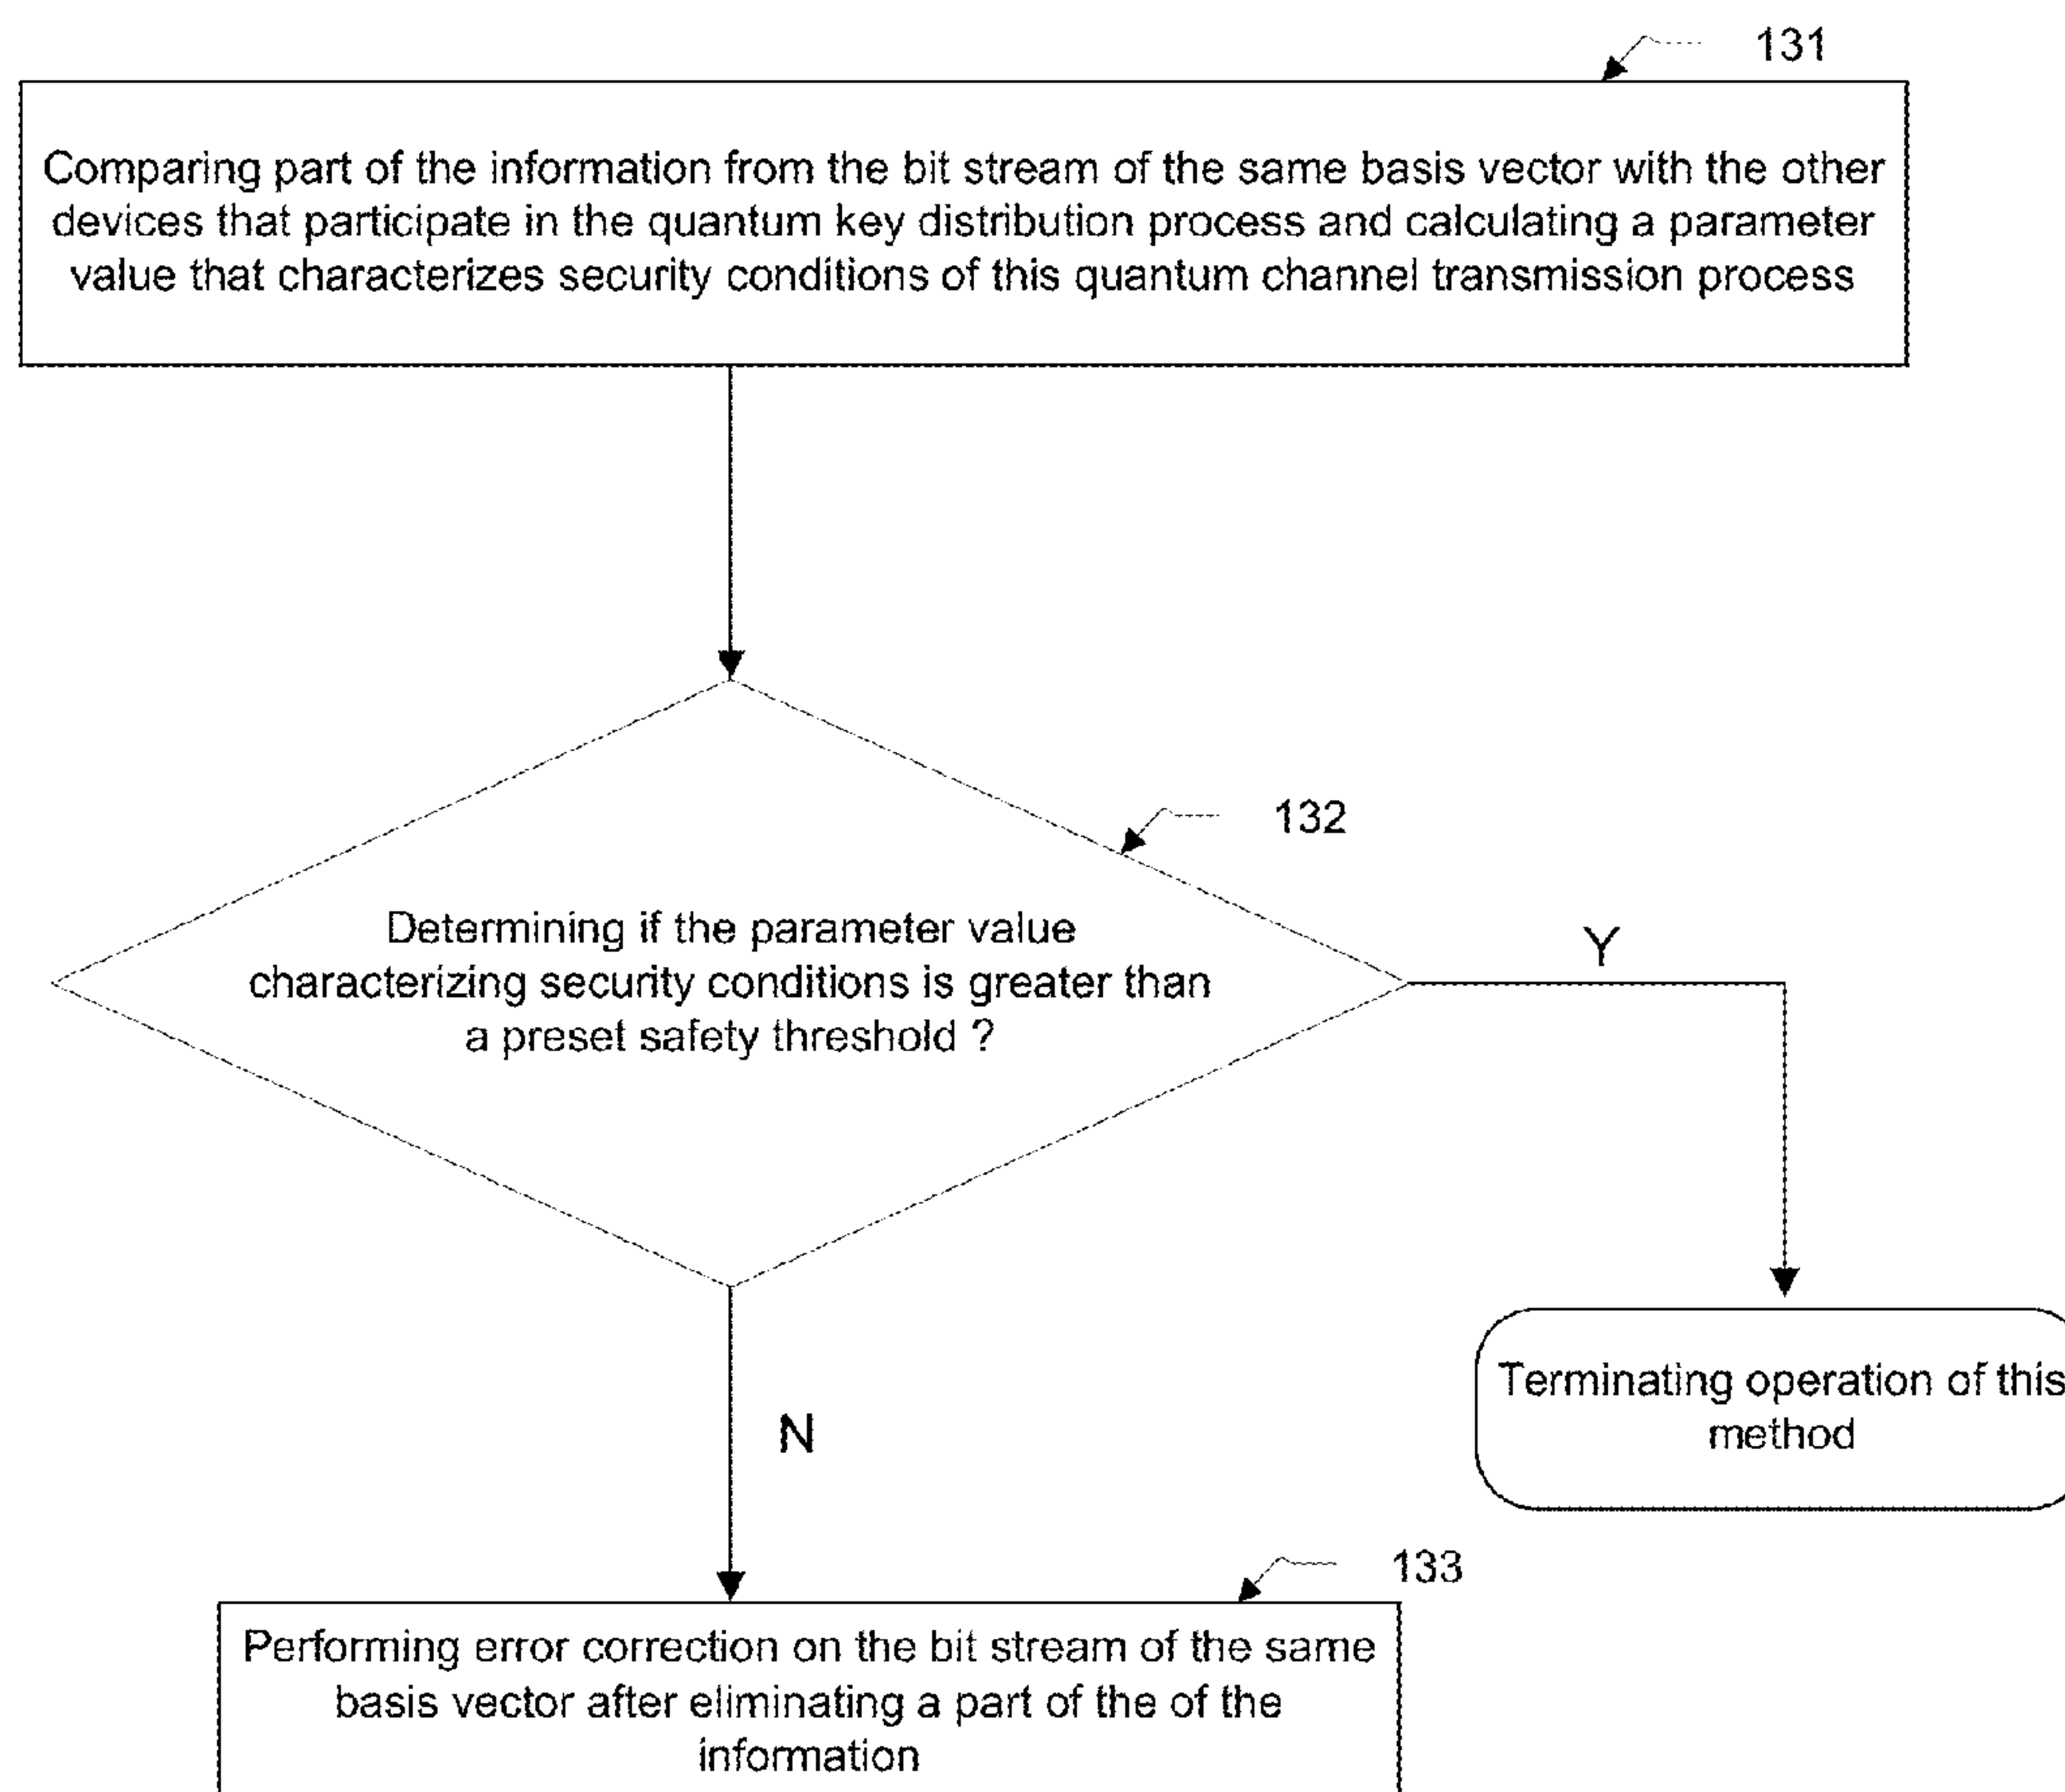 131
Comparing part of the information from the bit stream of the same basis vector with the other
devices that participate in the quantum key distribution process and calculating a parameter
value that characterizes security conditions of this quantum channel transmission process
132
Determining if the parameter value
characterizing security conditions is greater than
a preset safety threshold ?
Y
Terminating operation of this
method
N
133
Performing error correction on the bit stream of the same
basis vector after eliminating a part of the of the
information